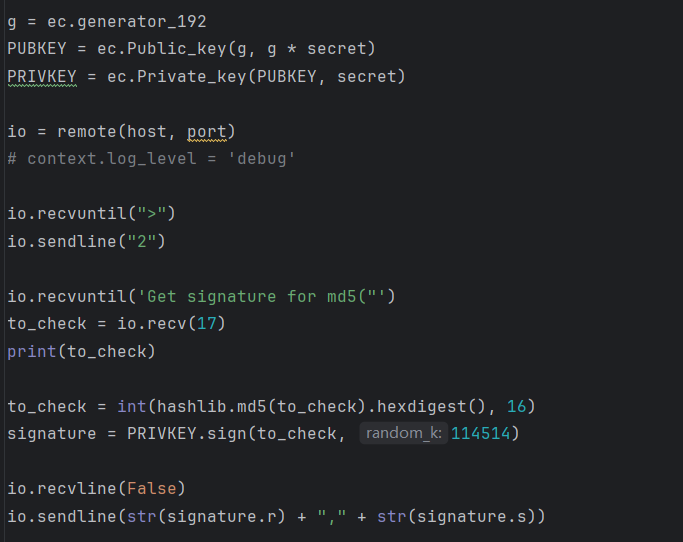 g = ec.generator_192
PUBKEY = ec.Public_key(g, g * secret)
PRIVKEY = ec.Private_key(PUBKEY, secret)
io = remote(host, port)
# context.log_level = 'debug'
io.recvuntil(">")
io.sendline("2")
io.recvuntil('Get signature for md5("')
to_check = io.recv(17)
print(to_check)
to_check = int(hashlib.md5(to_check).hexdigest(), 16)
signature = PRIVKEY.sign(to_check, random_k: 114514)
io.recvline(False)
io.sendline(str(signature.r) + "," + str(signature.s))